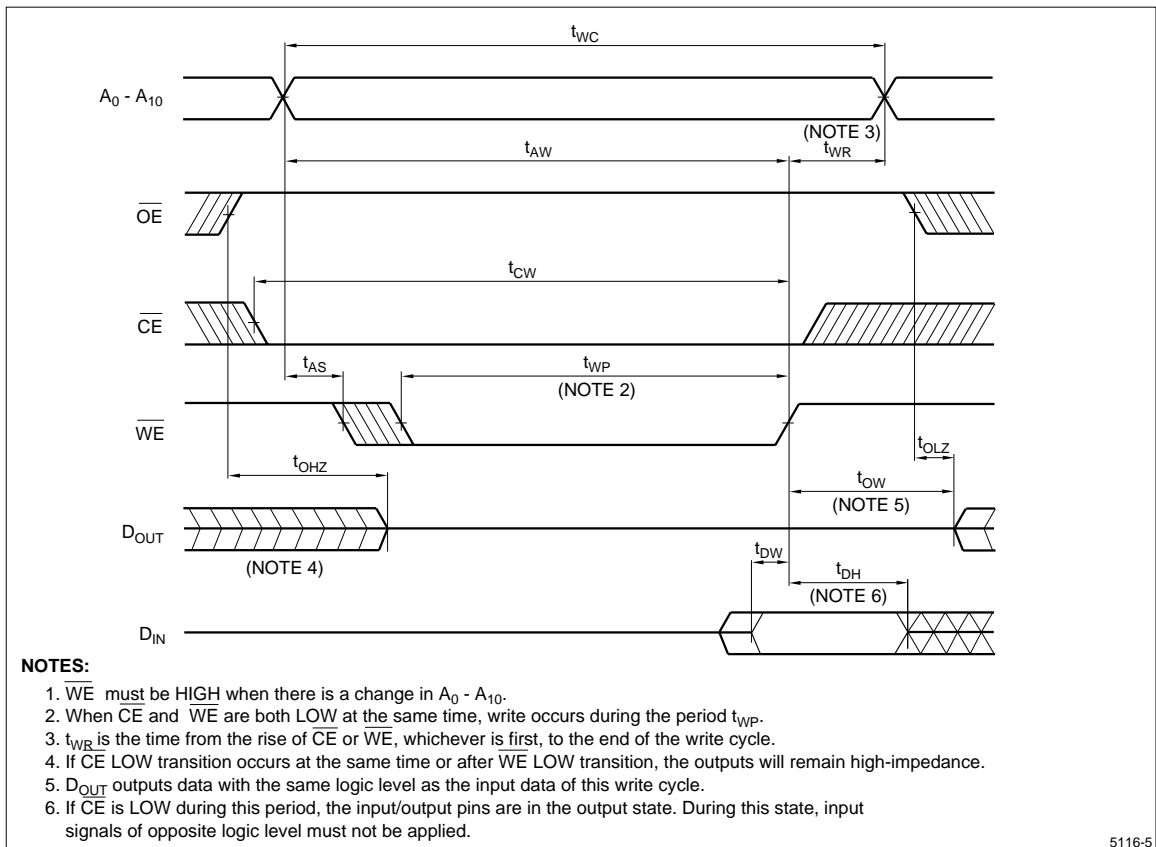 tWC
A0 - A10
(NOTE 3)
tAW
tWR
OE
tCW
CE
tAS
tWP
(NOTE 2)
WE
tOLZ
tOHZ
tOW
(NOTE 5)
DOUT
(NOTE 4)
tDW
tDH
(NOTE 6)
DIN
NOTES:
1. WE must be HIGH when there is a change in A0 - A10.
2. When CE and WE are both LOW at the same time, write occurs during the period tWP.
3. tWR is the time from the rise of CE or WE, whichever is first, to the end of the write cycle.
4. If CE LOW transition occurs at the same time or after WE LOW transition, the outputs will remain high-impedance.
5. DOUT outputs data with the same logic level as the input data of this write cycle.
6. If CE is LOW during this period, the input/output pins are in the output state. During this state, input
signals of opposite logic level must not be applied.
5116-5